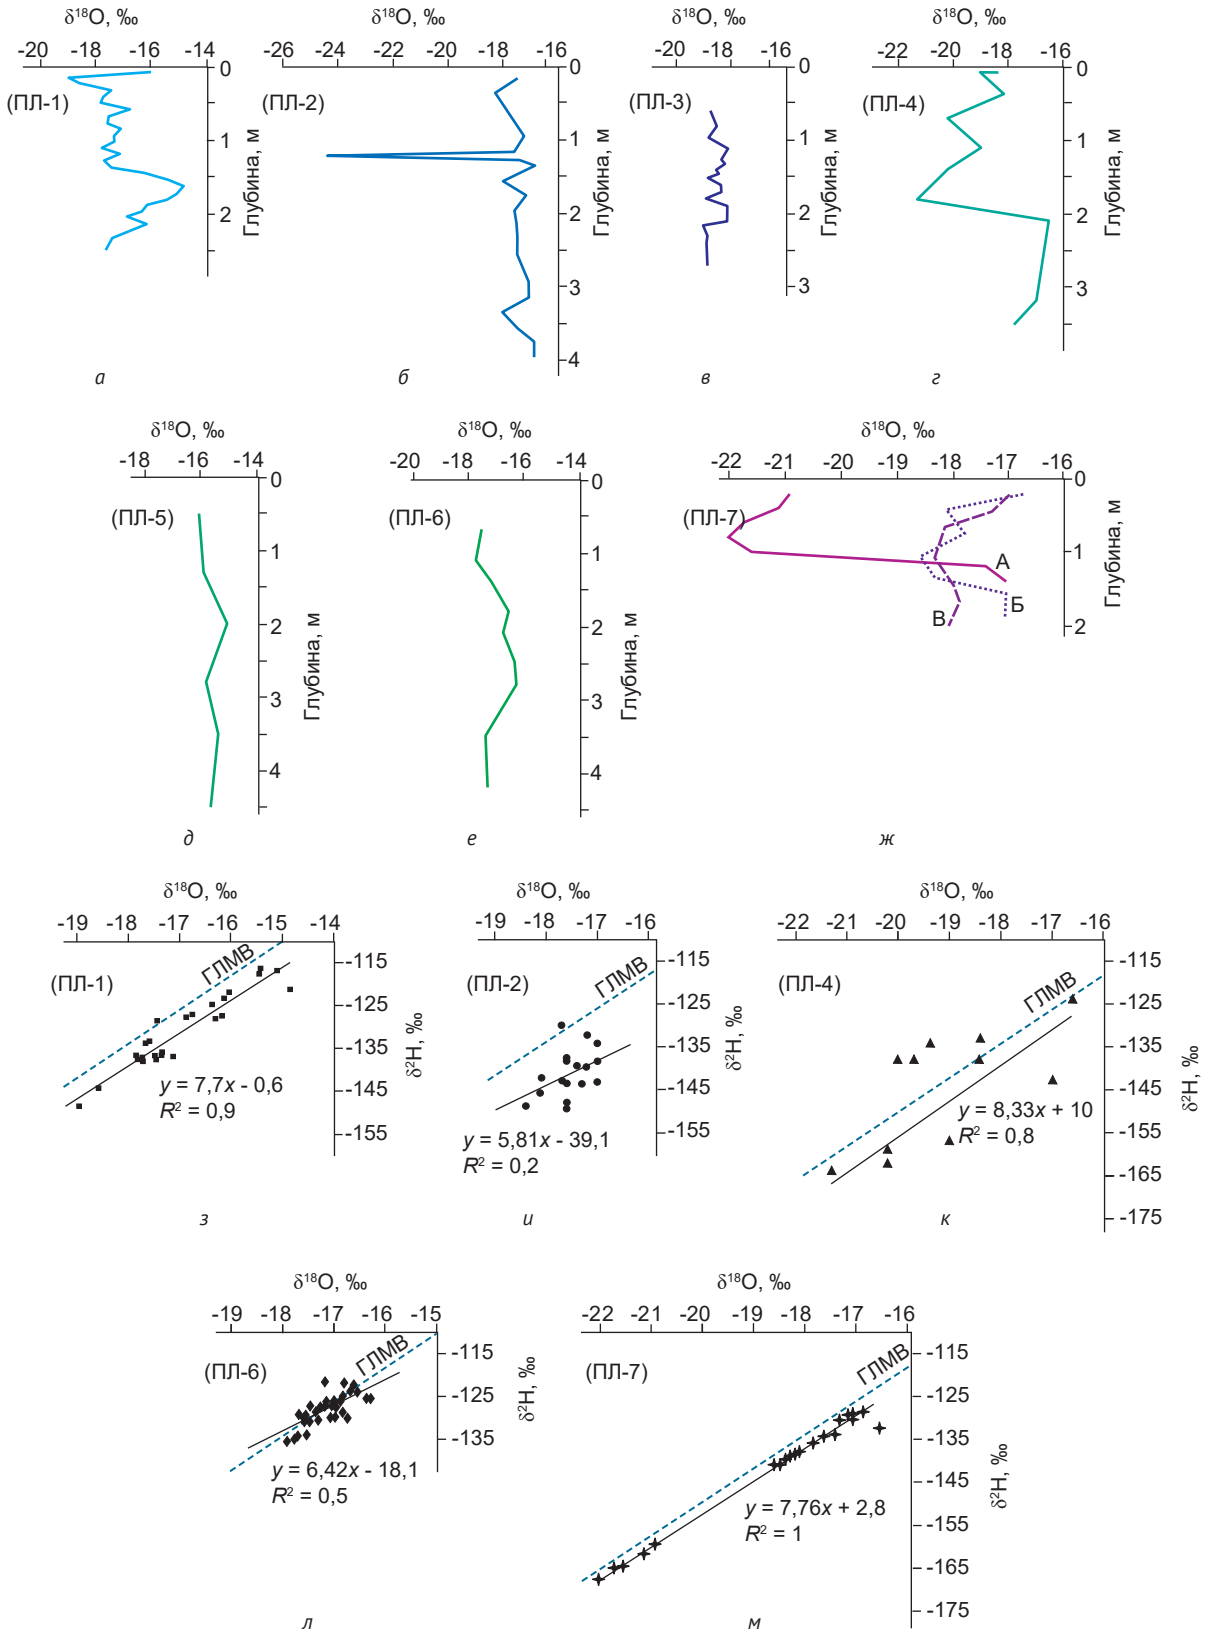 δ¹⁸O, ‰
-20 -18 -16 -14
0
1
2
Глубина, м
(ПЛ-1)
а
δ¹⁸O, ‰
-26 -24 -22 -20 -18 -16
0
1
2
3
4
Глубина, м
(ПЛ-2)
б
δ¹⁸O, ‰
-20 -18 -16
0
1
2
3
Глубина, м
(ПЛ-3)
в
δ¹⁸O, ‰
-22 -20 -18 -16
0
1
2
3
Глубина, м
(ПЛ-4)
г
δ¹⁸O, ‰
-18 -16 -14
0
1
2
3
4
Глубина, м
(ПЛ-5)
д
δ¹⁸O, ‰
-20 -18 -16 -14
0
1
2
3
4
Глубина, м
(ПЛ-6)
е
δ¹⁸O, ‰
-22 -21 -20 -19 -18 -17 -16
0
1
2
Глубина, м
(ПЛ-7)
А
Б
В
ж
δ¹⁸O, ‰
-19 -18 -17 -16 -15 -14
-115
-125
-135
-145
-155
δ²H, ‰
ГЛМВ
(ПЛ-1)
y = 7,7x - 0,6
R² = 0,9
з
δ¹⁸O, ‰
-19 -18 -17 -16
-115
-125
-135
-145
-155
δ²H, ‰
ГЛМВ
(ПЛ-2)
y = 5,81x - 39,1
R² = 0,2
и
δ¹⁸O, ‰
-22 -21 -20 -19 -18 -17 -16
-115
-125
-135
-145
-155
-165
-175
δ²H, ‰
ГЛМВ
(ПЛ-4)
y = 8,33x + 10
R² = 0,8
к
δ¹⁸O, ‰
-19 -18 -17 -16 -15
-115
-125
-135
δ²H, ‰
ГЛМВ
(ПЛ-6)
y = 6,42x - 18,1
R² = 0,5
л
δ¹⁸O, ‰
-22 -21 -20 -19 -18 -17 -16
-115
-125
-135
-145
-155
-165
-175
δ²H, ‰
ГЛМВ
(ПЛ-7)
y = 7,76x + 2,8
R² = 1
м